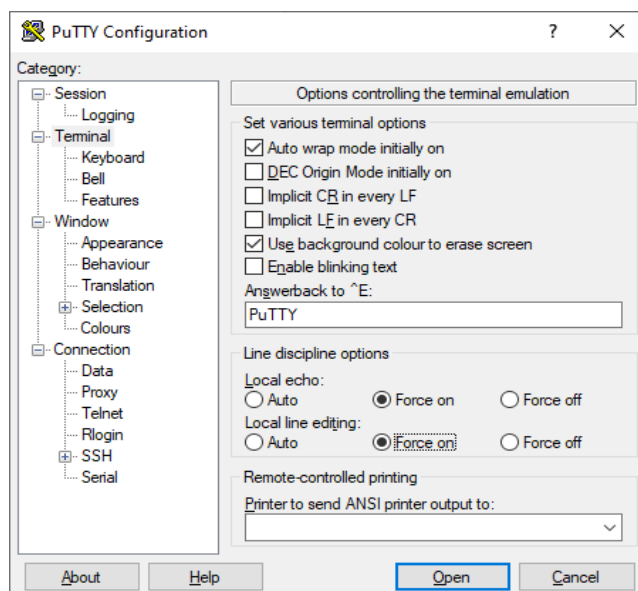 PuTTY Configuration
?
Category:
Session
Logging
Terminal
Keyboard
Bell
Features
Window
Appearance
Behaviour
Translation
Selection
Colours
Connection
Data
Proxy
Telnet
Rlogin
SSH
Serial
Options controlling the terminal emulation
Set various terminal options
Auto wrap mode initially on
DEC Origin Mode initially on
Implicit CR in every LF
Implicit LF in every CR
Use background colour to erase screen
Enable blinking text
Answerback to ^E:
PuTTY
Line discipline options
Local echo:
Auto Force on Force off
Local line editing:
Auto Force on Force off
Remote-controlled printing
Printer to send ANSI printer output to:
About Help Open Cancel